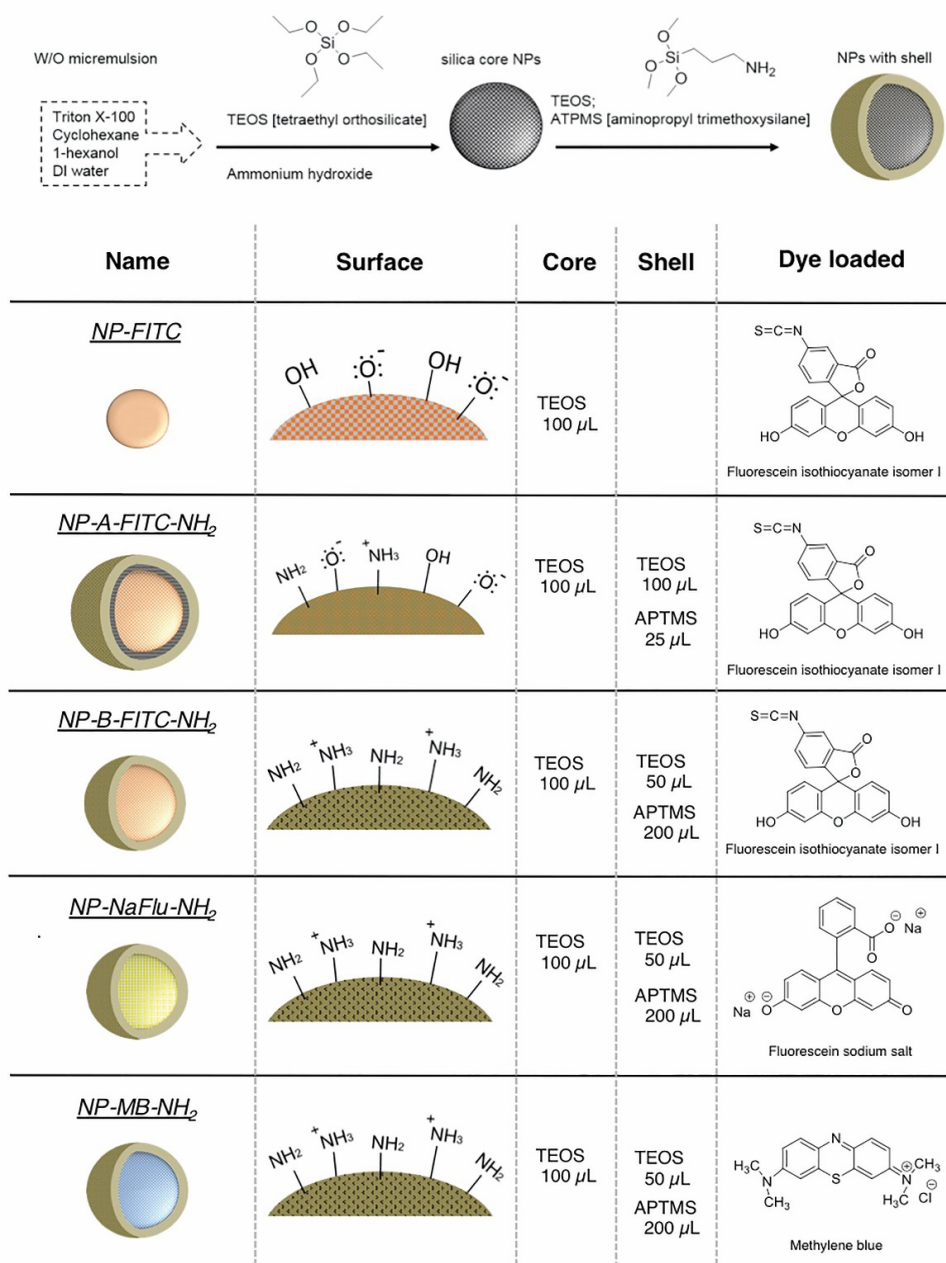 W/O micremulsion
Triton X-100
Cyclohexane
1-hexanol
DI water
O
O
Si
O
O
TEOS [tetraethyl orthosilicate]
Ammonium hydroxide
silica core NPs
O
O
Si
O
NH2
TEOS;
ATPMS [aminopropyl trimethoxysilane]
NPs with shell
Name Surface Core Shell Dye loaded
NP-FITC
OH
O-
OH
O-
TEOS
100 µL
S=C=N
O
O
HO O OH
Fluorescein isothiocyanate isomer I
NP-A-FITC-NH2
NH2
O-
+NH3
OH
O-
TEOS
100 µL
TEOS
100 µL
APTMS
25 µL
S=C=N
O
O
HO O OH
Fluorescein isothiocyanate isomer I
NP-B-FITC-NH2
NH2
+NH3
NH2
+NH3
NH2
TEOS
100 µL
TEOS
50 µL
APTMS
200 µL
S=C=N
O
O
HO O OH
Fluorescein isothiocyanate isomer I
NP-NaFlu-NH2
NH2
+NH3
NH2
+NH3
NH2
TEOS
100 µL
TEOS
50 µL
APTMS
200 µL
O⊖ Na⊕
O
Na⊕ ⊖O O O
Fluorescein sodium salt
NP-MB-NH2
NH2
+NH3
NH2
+NH3
NH2
TEOS
100 µL
TEOS
50 µL
APTMS
200 µL
N
H3C N S N⊕ CH3
CH3 H3C Cl⊖
Methylene blue